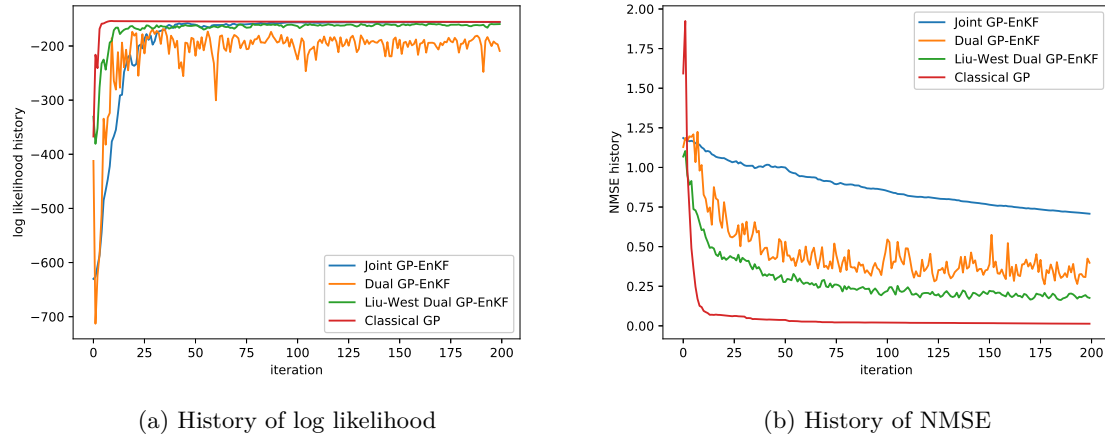 −200
−300
−400
−500
−600
−700
log likelihood history
0
25
50
75
100
125
150
175
200
iteration
Joint GP-EnKF
Dual GP-EnKF
Liu-West Dual GP-EnKF
Classical GP
(a) History of log likelihood
2.00
1.75
1.50
1.25
1.00
0.75
0.50
0.25
0.00
NMSE history
0
25
50
75
100
125
150
175
200
iteration
Joint GP-EnKF
Dual GP-EnKF
Liu-West Dual GP-EnKF
Classical GP
(b) History of NMSE